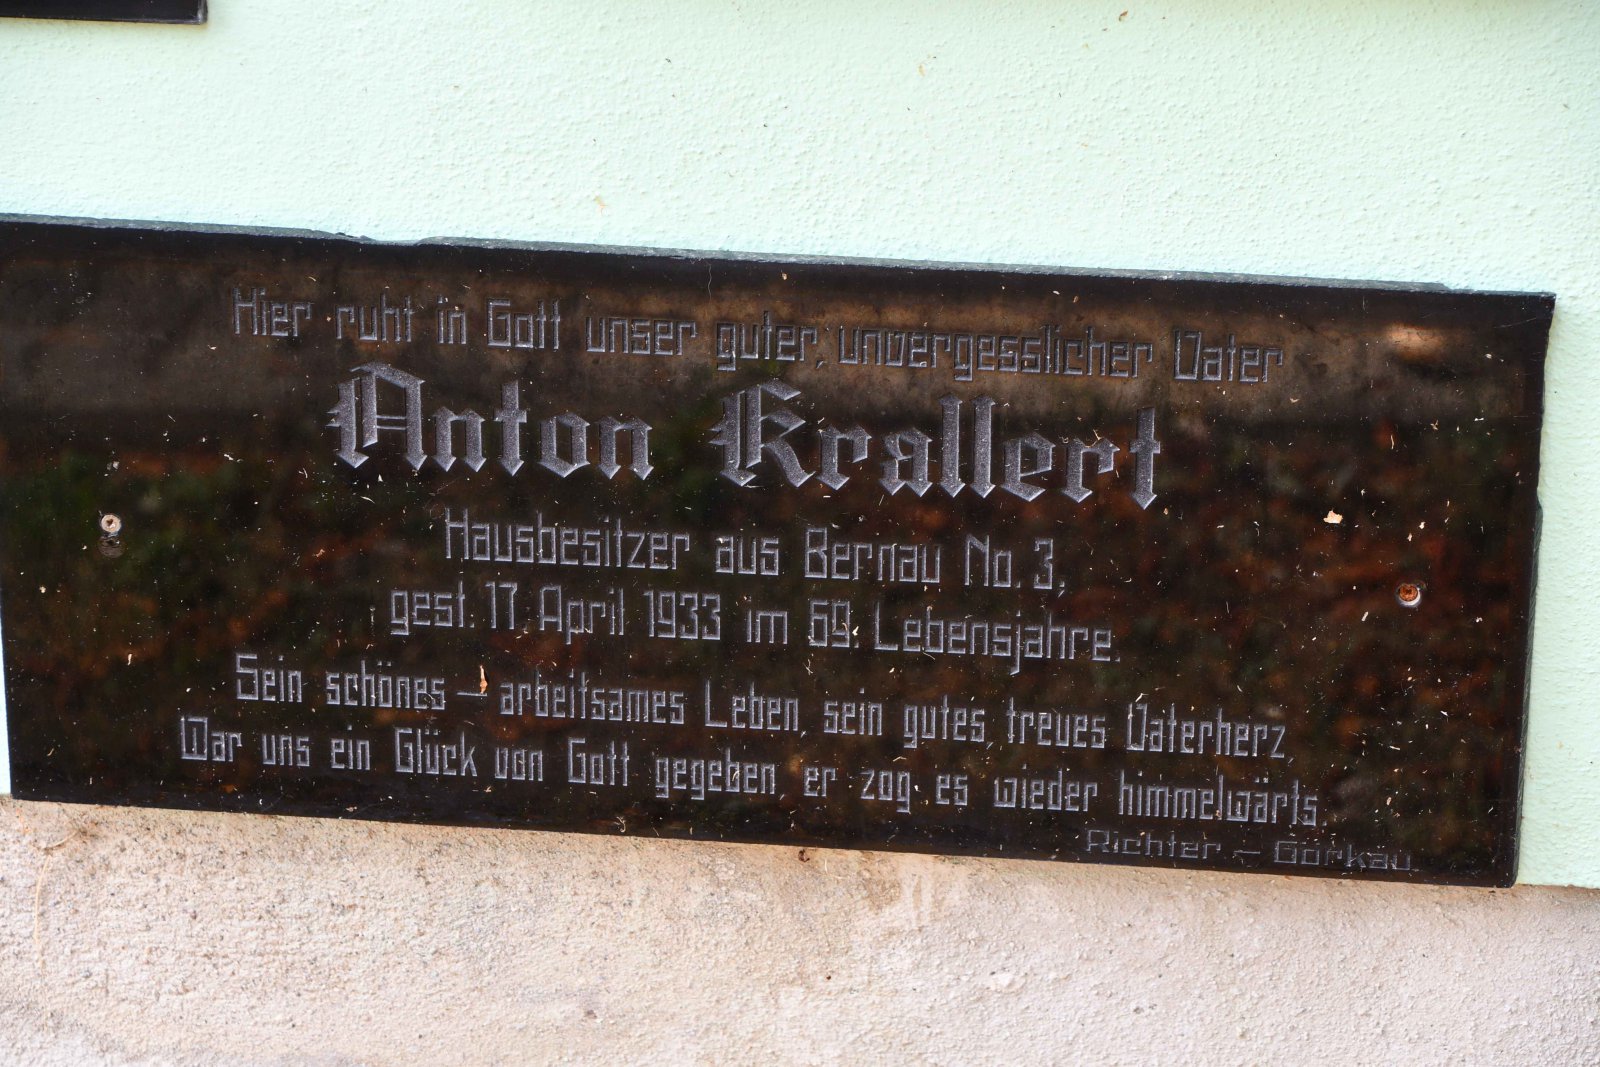 Hier ruht in Gott unser guter, unvergesslicher Vater
Anton Krallert
Hausbesitzer aus Bernau No. 3,
gest. 17. April 1933 im 69. Lebensjahre.
Sein schönes – arbeitsames Leben, sein gutes, treues Vaterherz,
War uns ein Glück von Gott gegeben, er zog es wieder himmelwärts.
Richter – Görkau